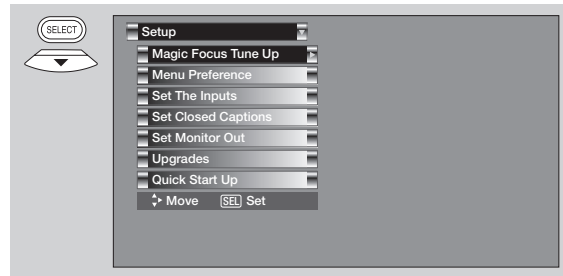 SELECT
Setup
Magic Focus Tune Up
Menu Preference
Set The Inputs
Set Closed Captions
Set Monitor Out
Upgrades
Quick Start Up
Move SEL Set